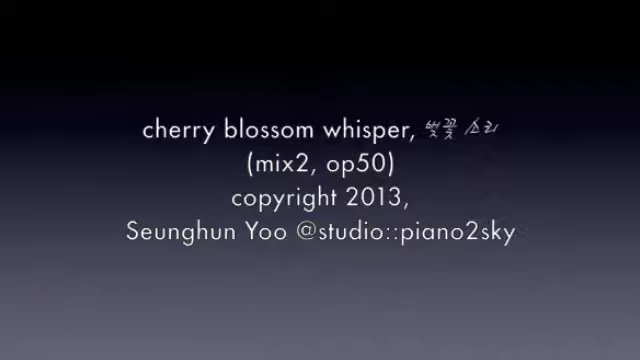 cherry blossom whisper, 벚꽃 소리
(mix2, op50)
copyright 2013,
Seunghun Yoo @studio::piano2sky